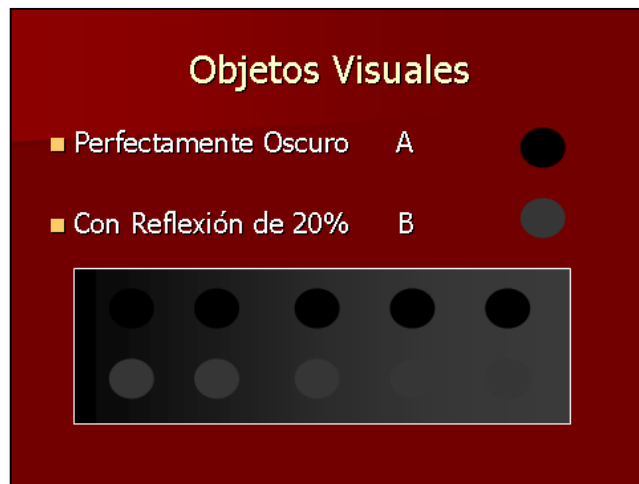 Objetos Visuales
Perfectamente Oscuro A
Con Reflexión de 20% B